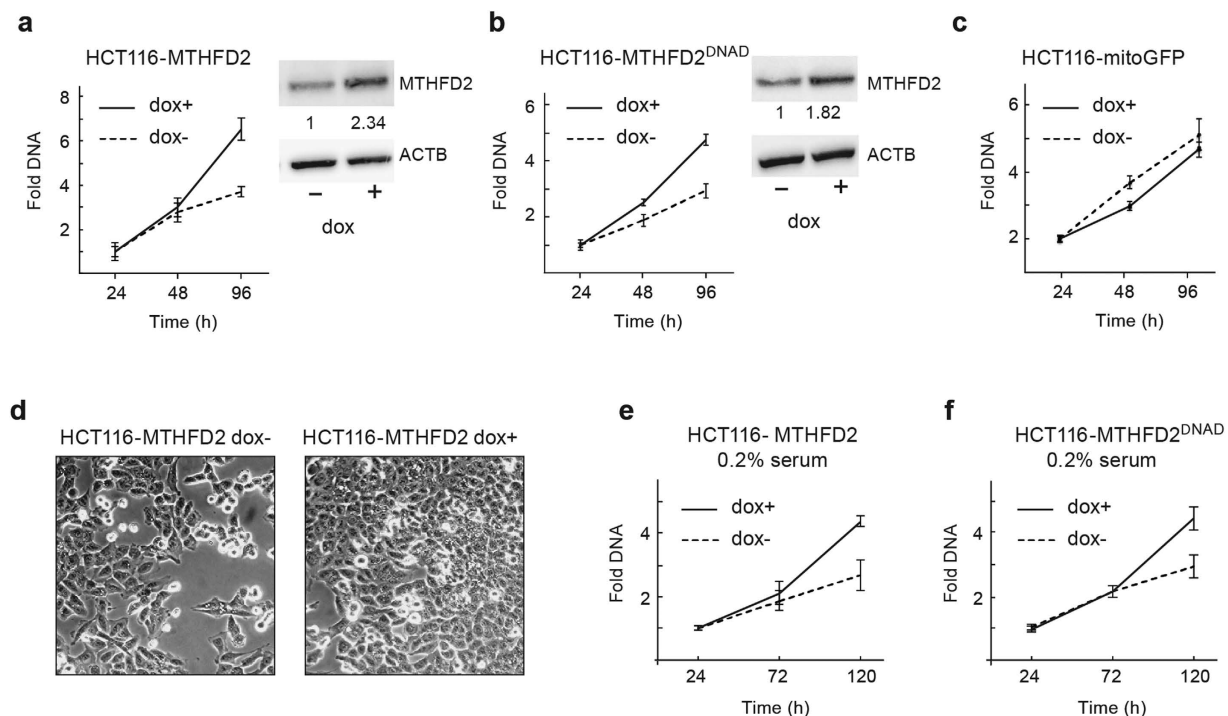 a
HCT116-MTHFD2
8
6
4
2
Fold DNA
dox+
dox-
24
48
96
Time (h)
MTHFD2
1
2.34
ACTB
–
+
dox
b
HCT116-MTHFD2DNAD
6
4
2
Fold DNA
dox+
dox-
24
48
96
Time (h)
MTHFD2
1
1.82
ACTB
–
+
dox
c
HCT116-mitoGFP
6
4
2
Fold DNA
dox+
dox-
24
48
96
Time (h)
d
HCT116-MTHFD2 dox-
HCT116-MTHFD2 dox+
e
HCT116- MTHFD2
0.2% serum
4
2
Fold DNA
dox+
dox-
24
72
120
Time (h)
f
HCT116-MTHFD2DNAD
0.2% serum
4
2
Fold DNA
dox+
dox-
24
72
120
Time (h)